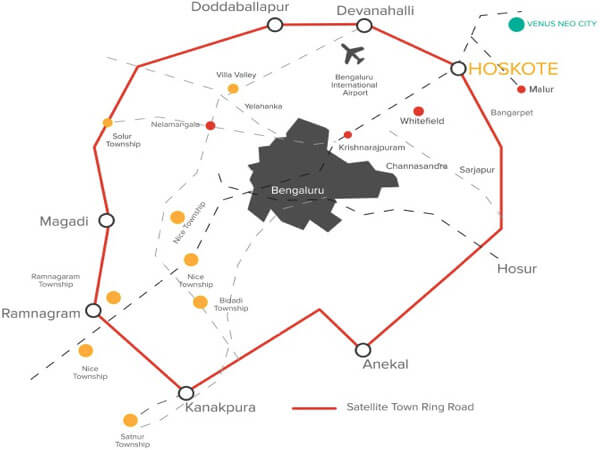 Doddaballapur
Devanahalli
VENUS NEO CITY
HOSKOTE
Villa Valley
Bengaluru
International
Airport
Malur
Yelahanka
Bangarpet
Nelamangala
Whitefield
Solur
Township
Krishnarajpuram
Channasandra
Sarjapur
Bengaluru
Magadi
Nice Township
Hosur
Ramnagaram
Township
Nice
Township
Bidadi
Township
Ramnagram
Nice
Township
Anekal
Kanakpura
Satellite Town Ring Road
Satnur
Township